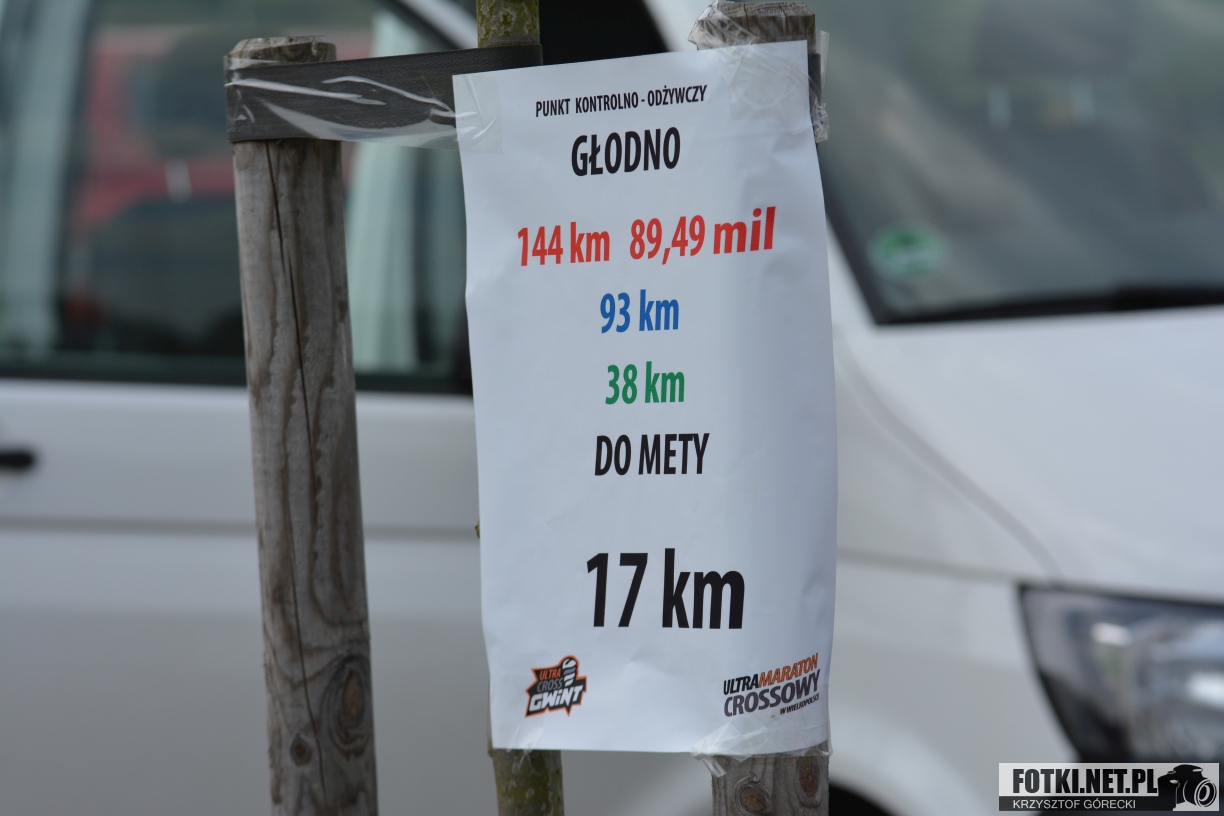 PUNKT KONTROLNO - ODŻYWCZY
GŁODNO
144 km 89,49 mil
93 km
38 km
DO METY
17 km
ULTRA
CROSS
GWiNT
ULTRAMARATON
CROSSOWY
W WIELKOPOLSCE
FOTKI.NET.PL
KRZYSZTOF GÓRECKI